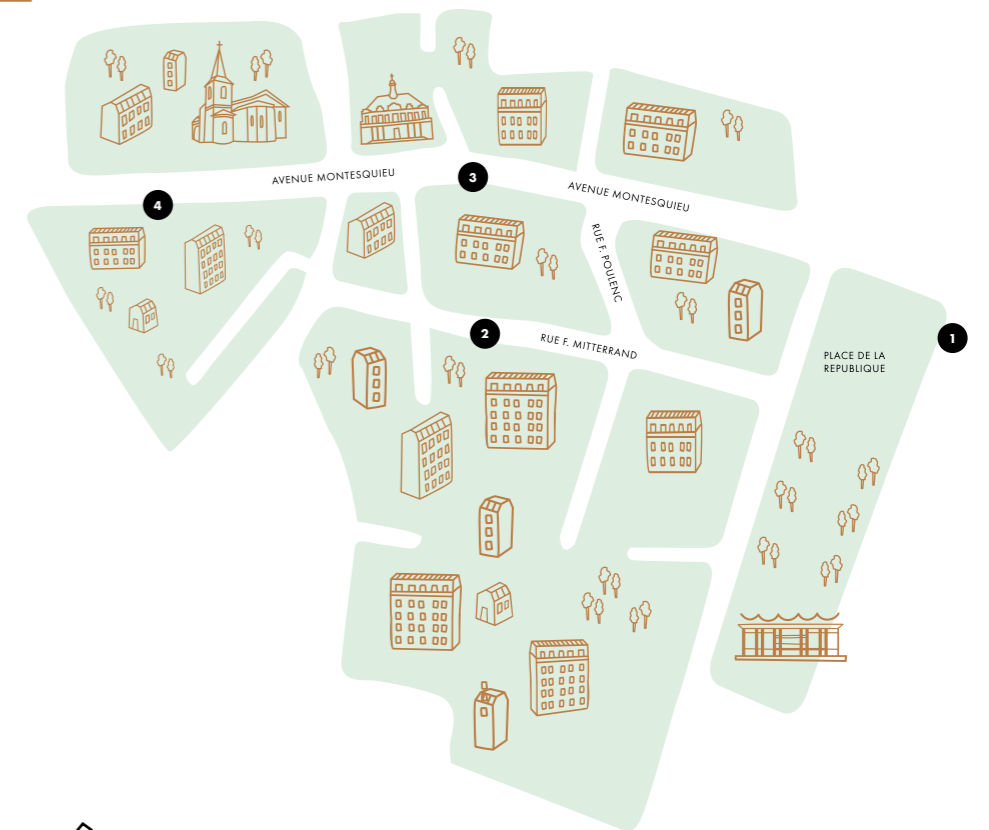 AVENUE MONTESQUIEU
3
AVENUE MONTESQUIEU
4
RUE F. POULENC
2
RUE F. MITTERRAND
1
PLACE DE LA
REPUBLIQUE